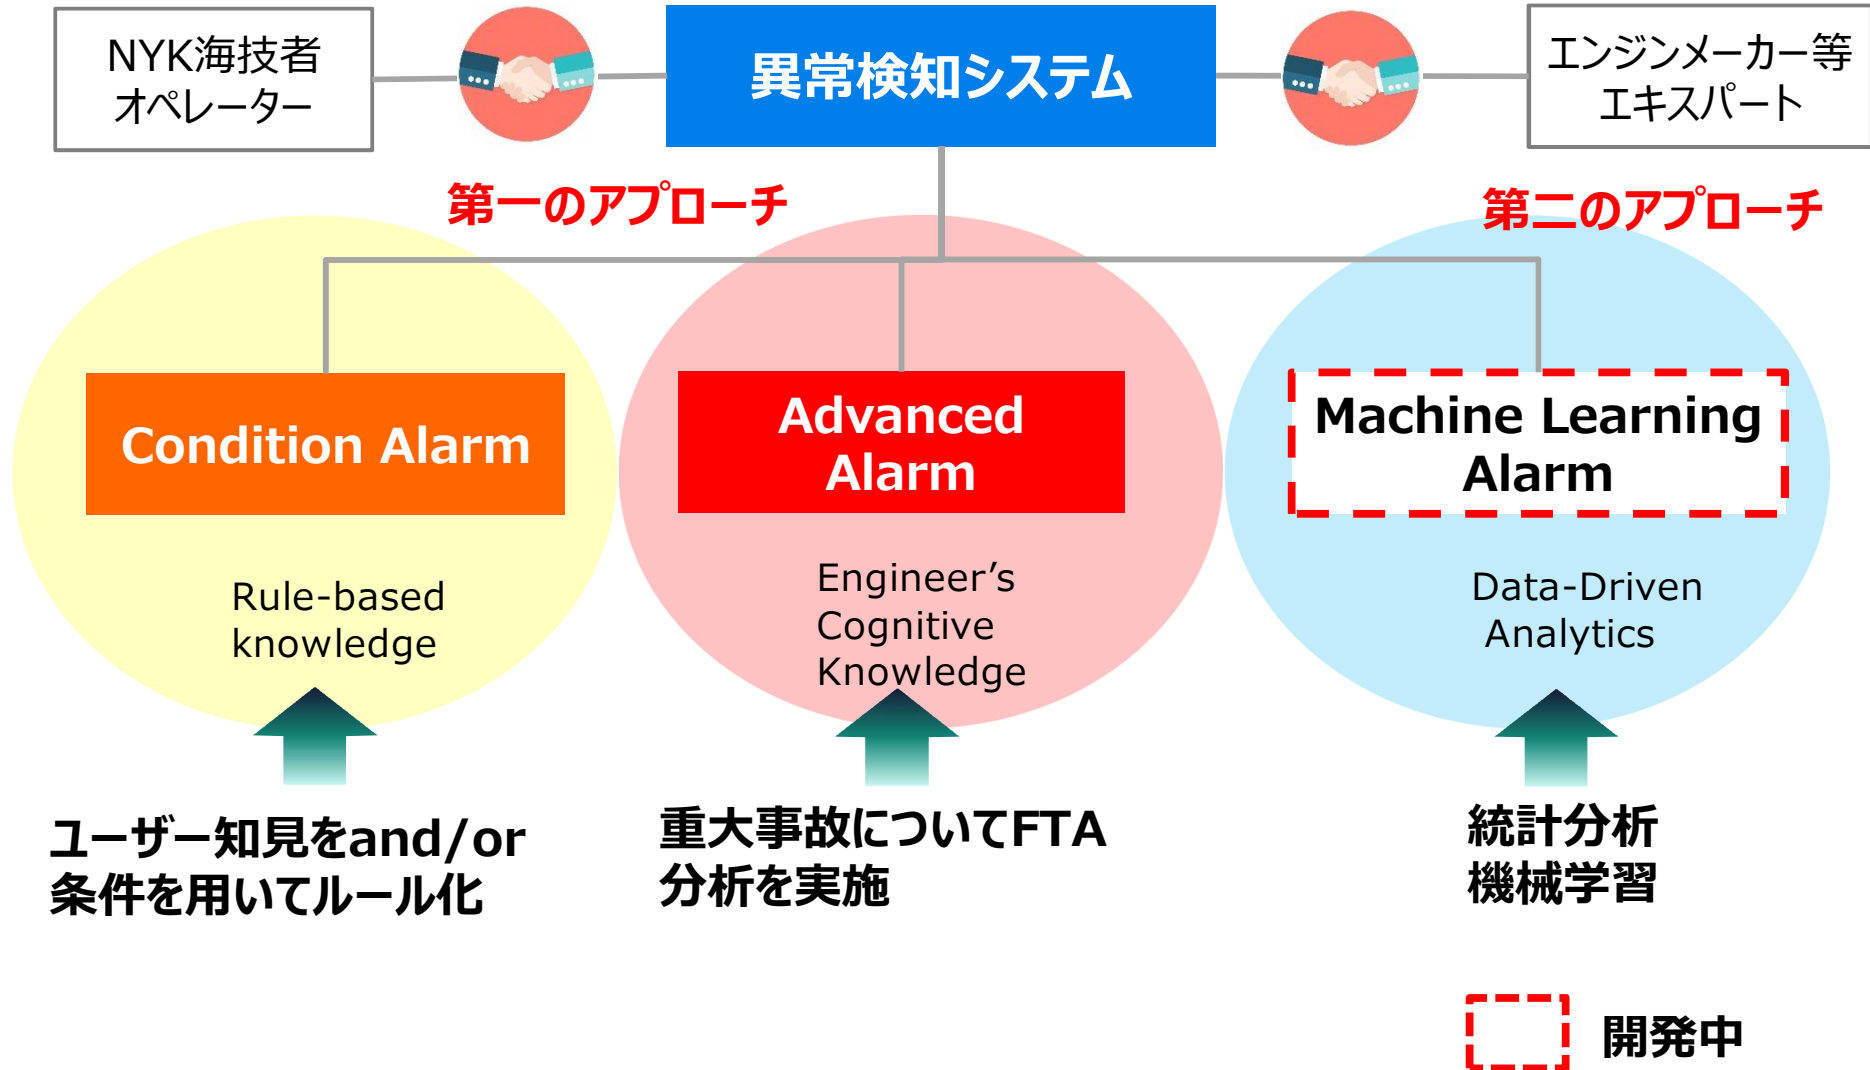 NYK海技者
オペレーター
異常検知システム
エンジンメーカー等
エキスパート
第一のアプローチ
第二のアプローチ
Condition Alarm
Advanced
Alarm
Machine Learning
Alarm
Rule-based
knowledge
Engineer’s
Cognitive
Knowledge
Data-Driven
Analytics
ユーザー知見をand/or
条件を用いてルール化
重大事故についてFTA
分析を実施
統計分析
機械学習
開発中